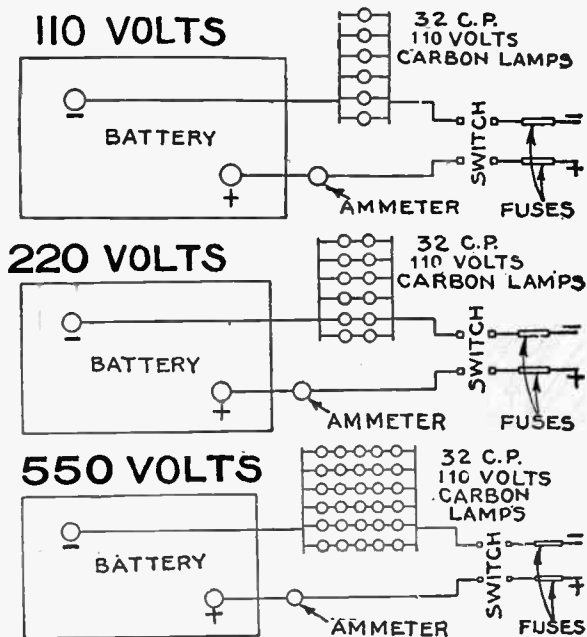 110 VOLTS
32 C.P.
110 VOLTS
CARBON LAMPS
−
BATTERY
+
AMMETER
SWITCH
−
+
FUSES
220 VOLTS
32 C.P.
110 VOLTS
CARBON LAMPS
−
BATTERY
+
AMMETER
SWITCH
−
+
FUSES
550 VOLTS
32 C.P.
110 VOLTS
CARBON
LAMPS
−
BATTERY
+
AMMETER
SWITCH
−
+
FUSES